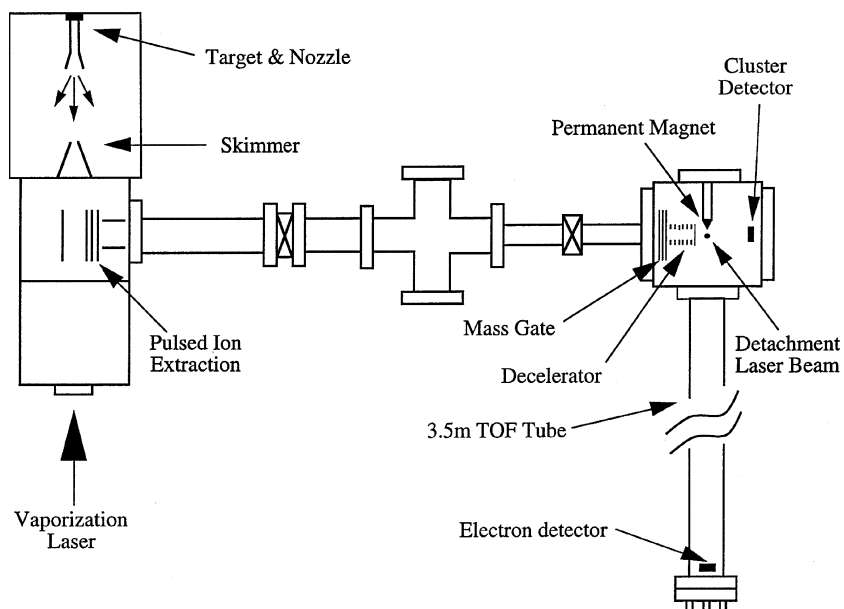 Target & Nozzle
Skimmer
Cluster
Detector
Permanent Magnet
Pulsed Ion
Extraction
Mass Gate
Decelerator
Detachment
Laser Beam
3.5m TOF Tube
Vaporization
Laser
Electron detector